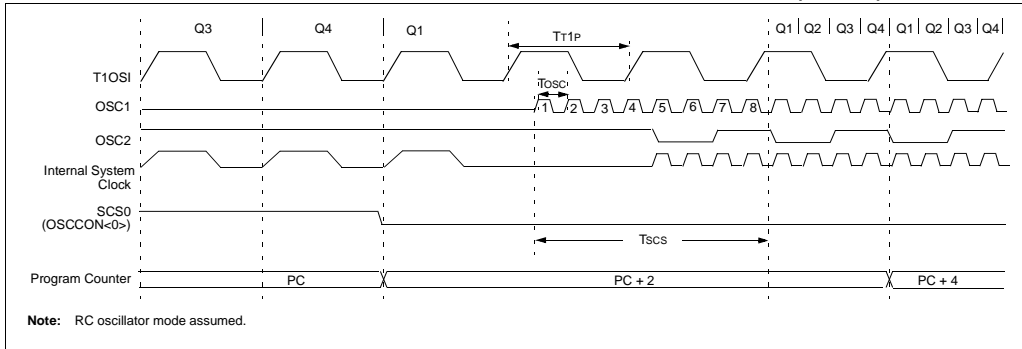 Q3 Q4 Q1 Q1 Q2 Q3 Q4 Q1 Q2 Q3 Q4
TT1P
T1OSI
TOSC
OSC1
1 2 3 4 5 6 7 8
OSC2
Internal System
Clock
SCS0
(OSCCON<0>)
TSCS
Program Counter PC PC + 2 PC + 4
Note: RC oscillator mode assumed.